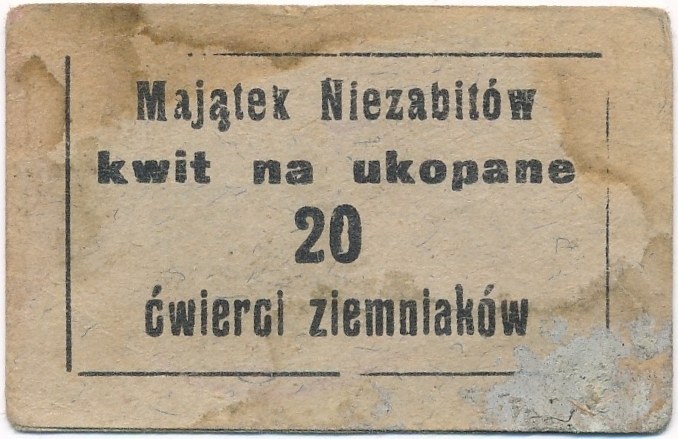 Majątek Niezabitów
kwit na ukopane
20
ćwierci ziemniaków